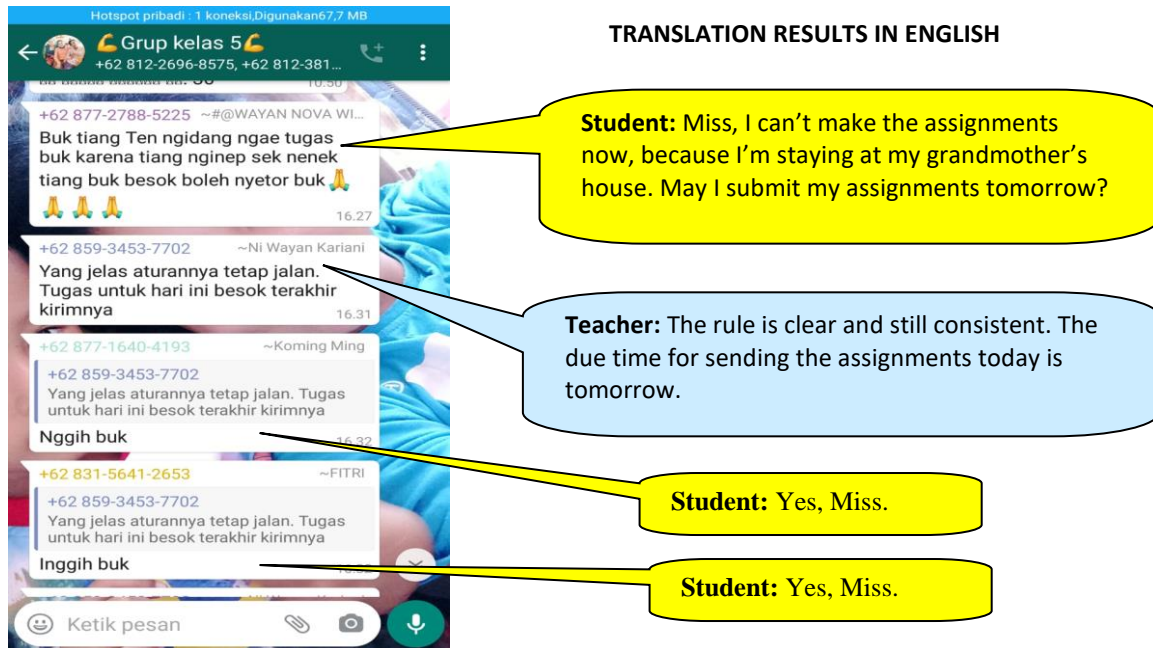 Hotspot pribadi : 1 koneksi,Digunakan67,7 MB
TRANSLATION RESULTS IN ENGLISH
💪Grup kelas 5💪
+62 812-2696-8575, +62 812-381...
10.50
+62 877-2788-5225 ~#@WAYAN NOVA WI...
Buk tiang Ten ngidang ngae tugas
buk karena tiang nginep sek nenek
tiang buk besok boleh nyetor buk🙏
🙏🙏🙏
16.27
Student: Miss, I can’t make the assignments
now, because I’m staying at my grandmother’s
house. May I submit my assignments tomorrow?
+62 859-3453-7702 ~Ni Wayan Kariani
Yang jelas aturannya tetap jalan.
Tugas untuk hari ini besok terakhir
kirimnya 16.31
Teacher: The rule is clear and still consistent. The
due time for sending the assignments today is
tomorrow.
+62 877-1640-4193 ~Koming Ming
+62 859-3453-7702
Yang jelas aturannya tetap jalan. Tugas
untuk hari ini besok terakhir kirimnya
Nggih buk 16.32
Student: Yes, Miss.
+62 831-5641-2653 ~FITRI
+62 859-3453-7702
Yang jelas aturannya tetap jalan. Tugas
untuk hari ini besok terakhir kirimnya
Inggih buk
Student: Yes, Miss.
Ketik pesan